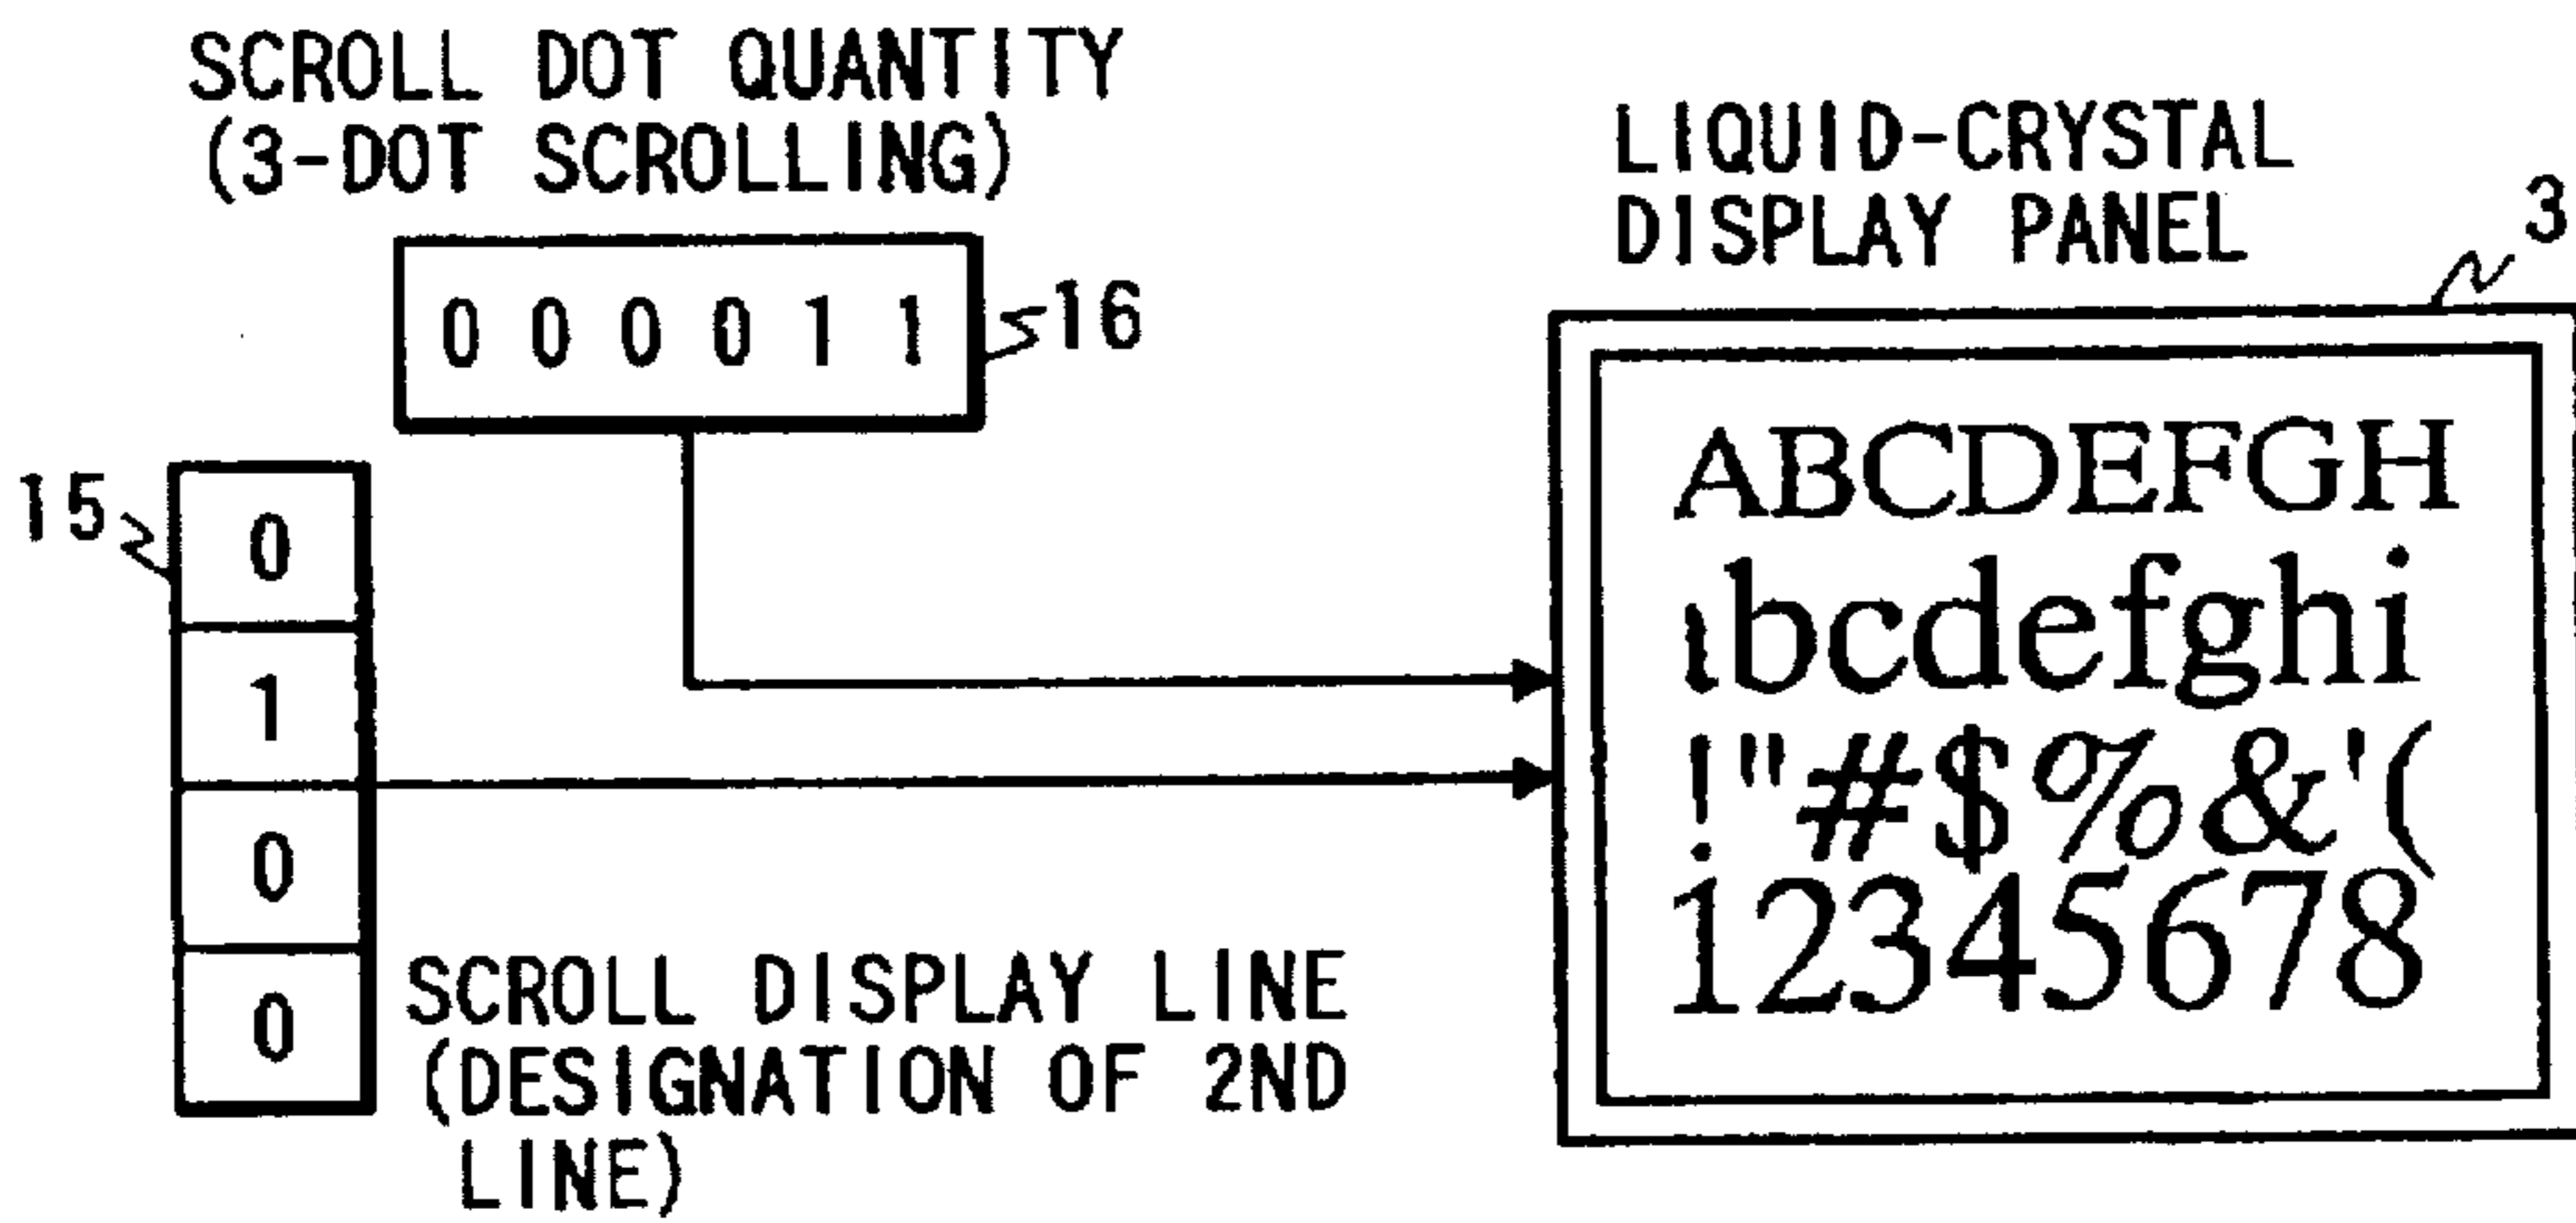 SCROLL DOT QUANTITY
(3-DOT SCROLLING)
0 0 0 0 1 1
16
15
0
1
0
0
SCROLL DISPLAY LINE
(DESIGNATION OF 2ND
LINE)
LIQUID-CRYSTAL
DISPLAY PANEL
3
ABCDEFGH
bcdefghi
!"#$%&'(
12345678